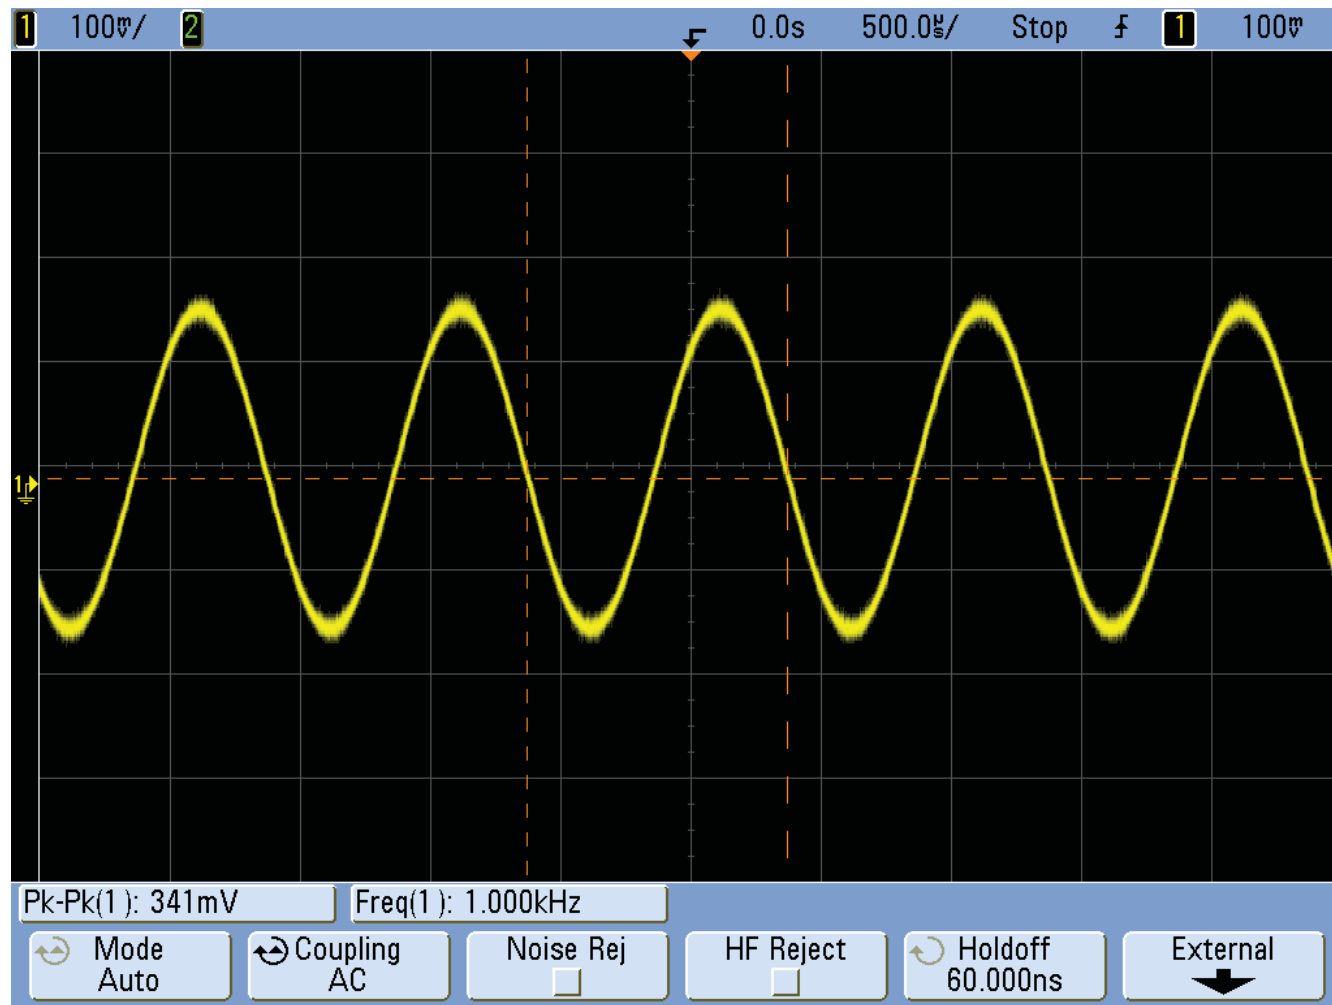 1 100mV/ 2 0.0s 500.0µs/ Stop 1 100mV
1
Pk-Pk(1): 341mV Freq(1): 1.000kHz
Mode Coupling Noise Rej HF Reject Holdoff External
Auto AC 60.000ns